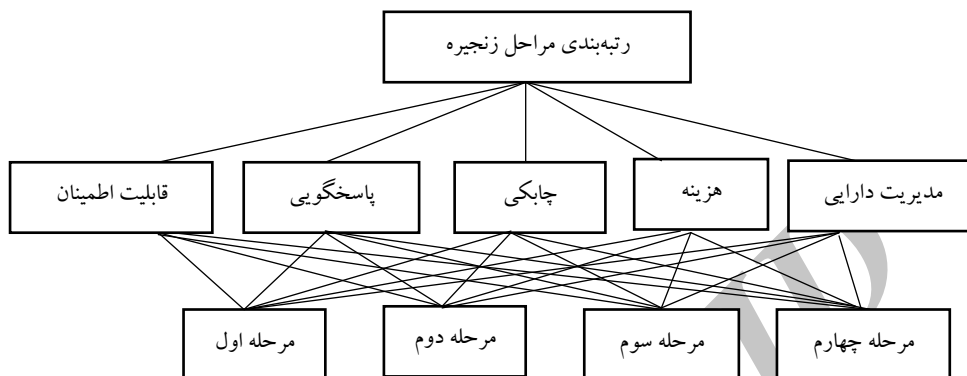 رتبه‌بندی مراحل زنجیره
مدیریت دارایی
هزینه
چابکی
پاسخگویی
قابلیت اطمینان
مرحله چهارم
مرحله سوم
مرحله دوم
مرحله اول